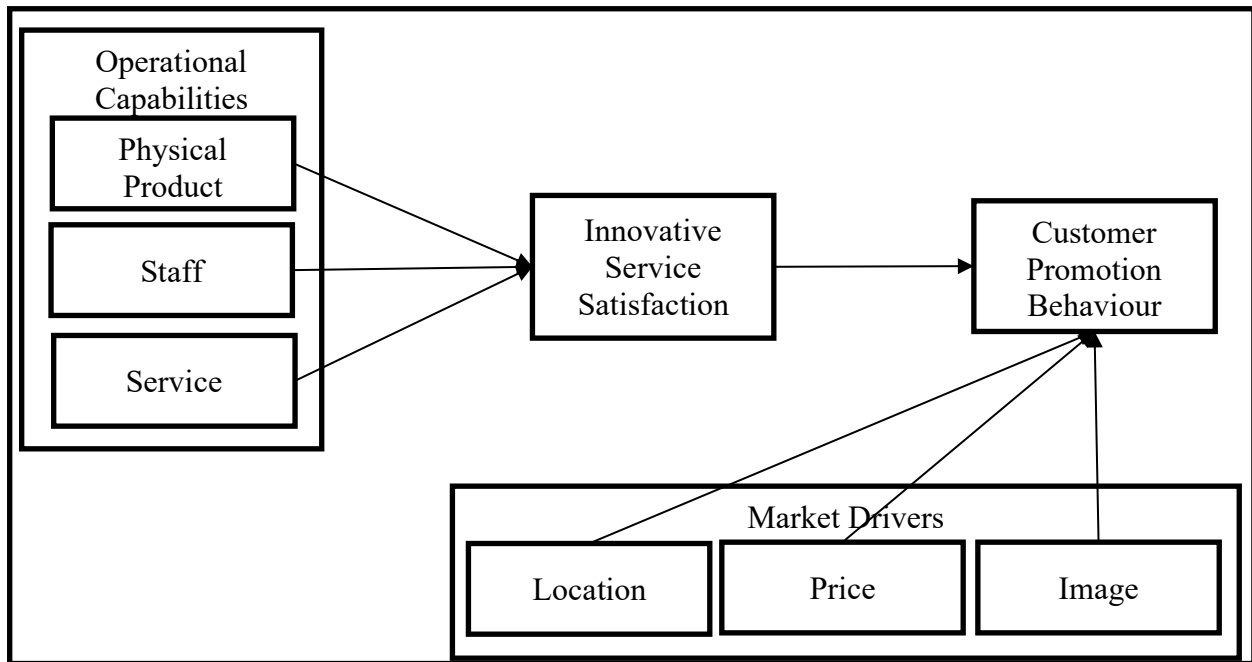 Operational
Capabilities
Physical
Product
Staff
Service
Innovative
Service
Satisfaction
Customer
Promotion
Behaviour
Market Drivers
Location
Price
Image